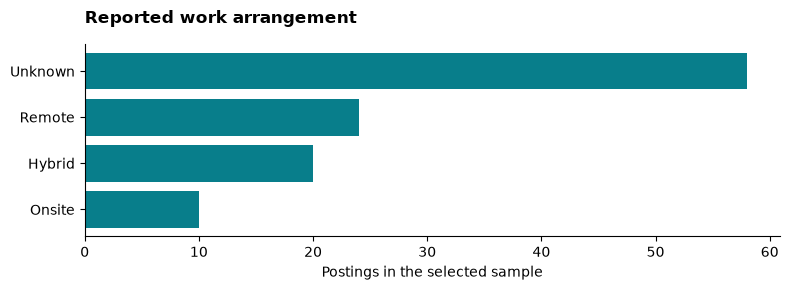 Reported work arrangement
Unknown
Remote
Hybrid
Onsite
0 10 20 30 40 50 60
Postings in the selected sample